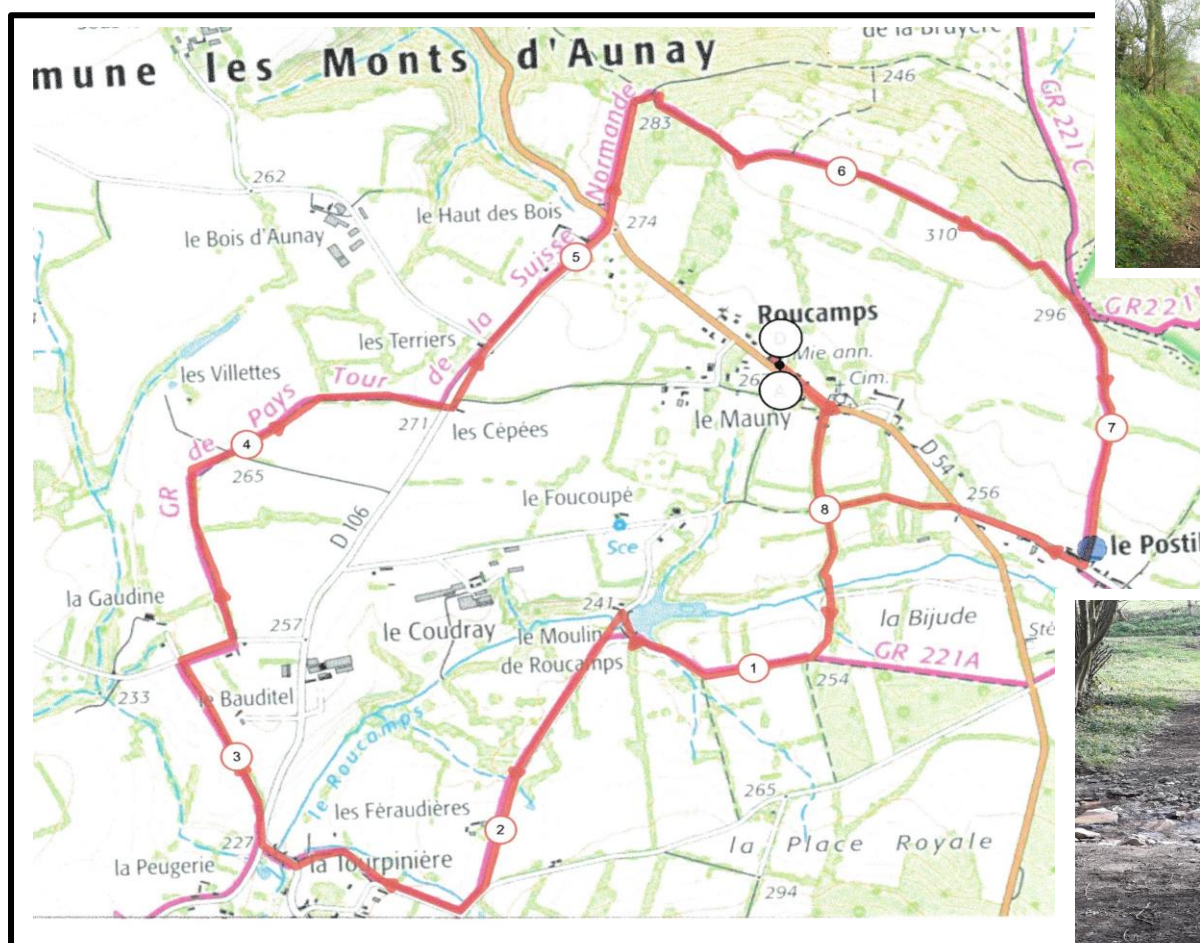 mune les Monts d'Aunay
de la Bruyère
246
GR 221 C
283
Normande
6
262
le Haut des Bois
274
310
le Bois d'Aunay
5
Suisse
GR221
296
Roucamps
les Terriers
la
D
Mie ann.
les Villettes
Tour
de
267
Cim.
A
le Mauny
7
Pays
271
les Cépées
4
de
D 54
265
GR
le Foucoupé
256
8
D 106
Sce
le Postil
la Gaudine
241
257
le Coudray
le Moulin
de Roucamps
la Bijude
Sté
1
GR 221A
233
le Bauditel
254
3
le Roucamps
265
les Féraudières
2
la Place Royale
227
la Peugerie
la Tourpinière
294